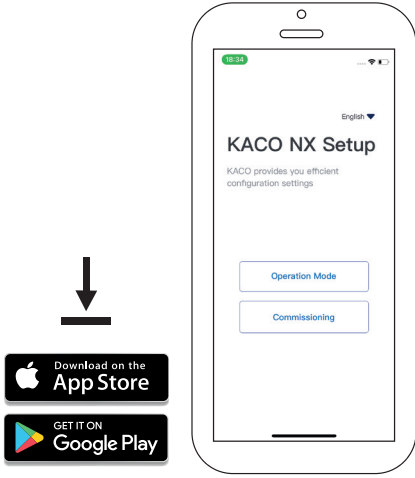 18:34
English
KACO NX Setup
KACO provides you efficient
configuration settings
Operation Mode
Commissioning
Download on the
App Store
GET IT ON
Google Play